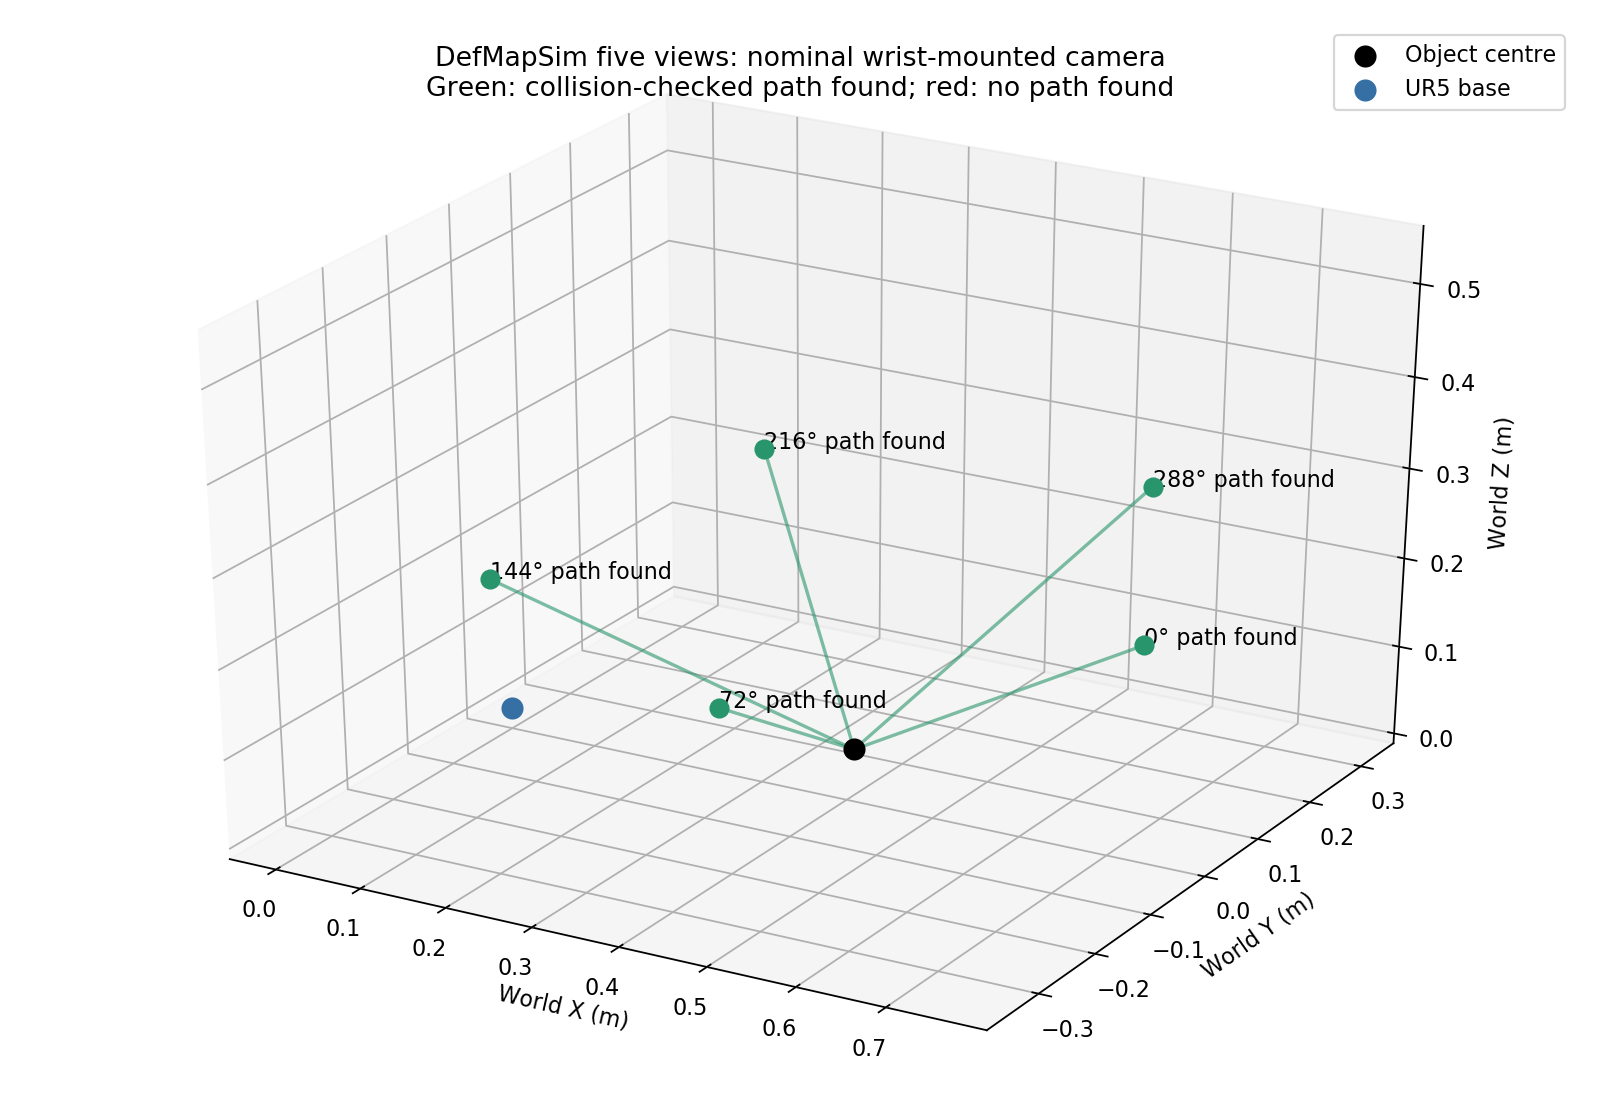 DefMapSim five views: nominal wrist-mounted camera
Green: collision-checked path found; red: no path found
Object centre
UR5 base
216° path found
288° path found
144° path found
0° path found
72° path found
0.5
0.4
0.3
0.2
0.1
0.0
World Z (m)
0.3
0.2
0.1
0.0
−0.1
−0.2
−0.3
World Y (m)
0.0
0.1
0.2
0.3
0.4
0.5
0.6
0.7
World X (m)